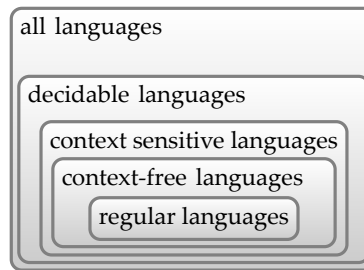 all languages
decidable languages
context sensitive languages
context-free languages
regular languages